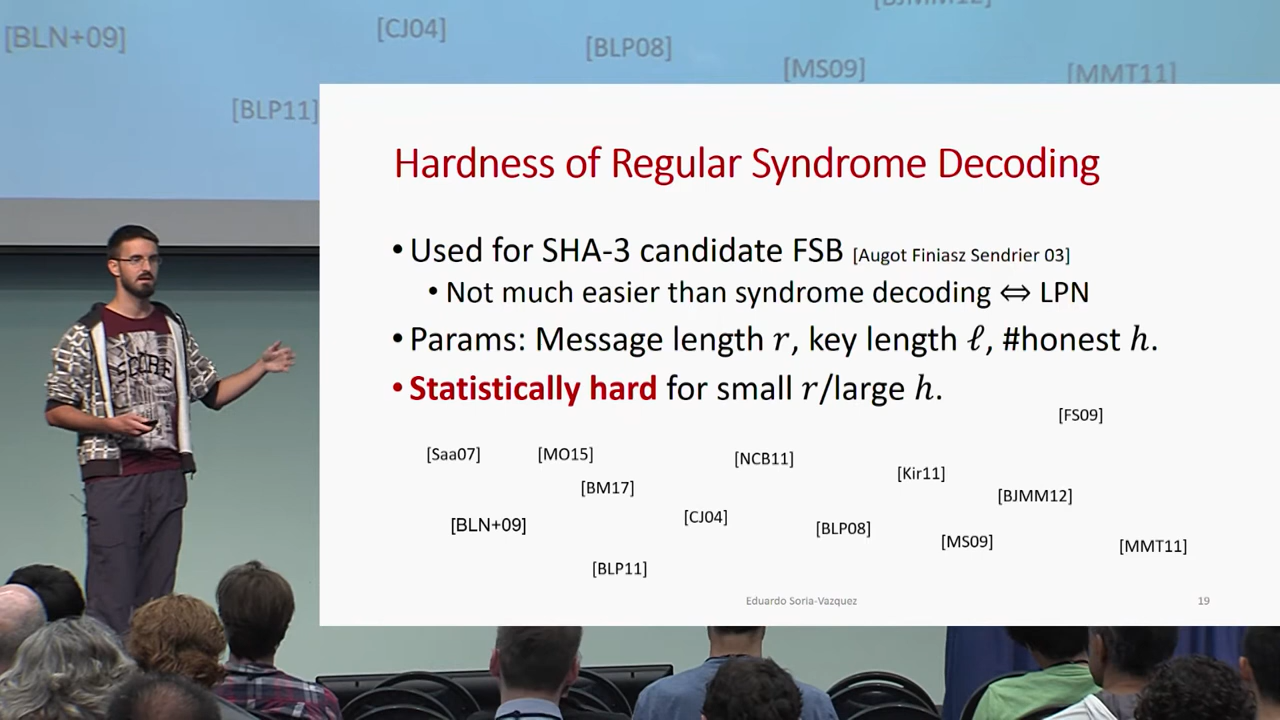 [BJMM12]
[CJ04]
[BLN+09]
[BLP08]
[MS09]
[MMT11]
[BLP11]
Hardness of Regular Syndrome Decoding
• Used for SHA-3 candidate FSB [Augot Finiasz Sendrier 03]
• Not much easier than syndrome decoding ⇔ LPN
• Params: Message length r, key length ℓ, #honest h.
• Statistically hard for small r/large h.
[FS09]
[Saa07] [MO15] [NCB11]
[Kir11]
[BM17] [BJMM12]
[CJ04]
[BLN+09] [BLP08]
[MS09] [MMT11]
[BLP11]
Eduardo Soria-Vazquez 19
SCORE